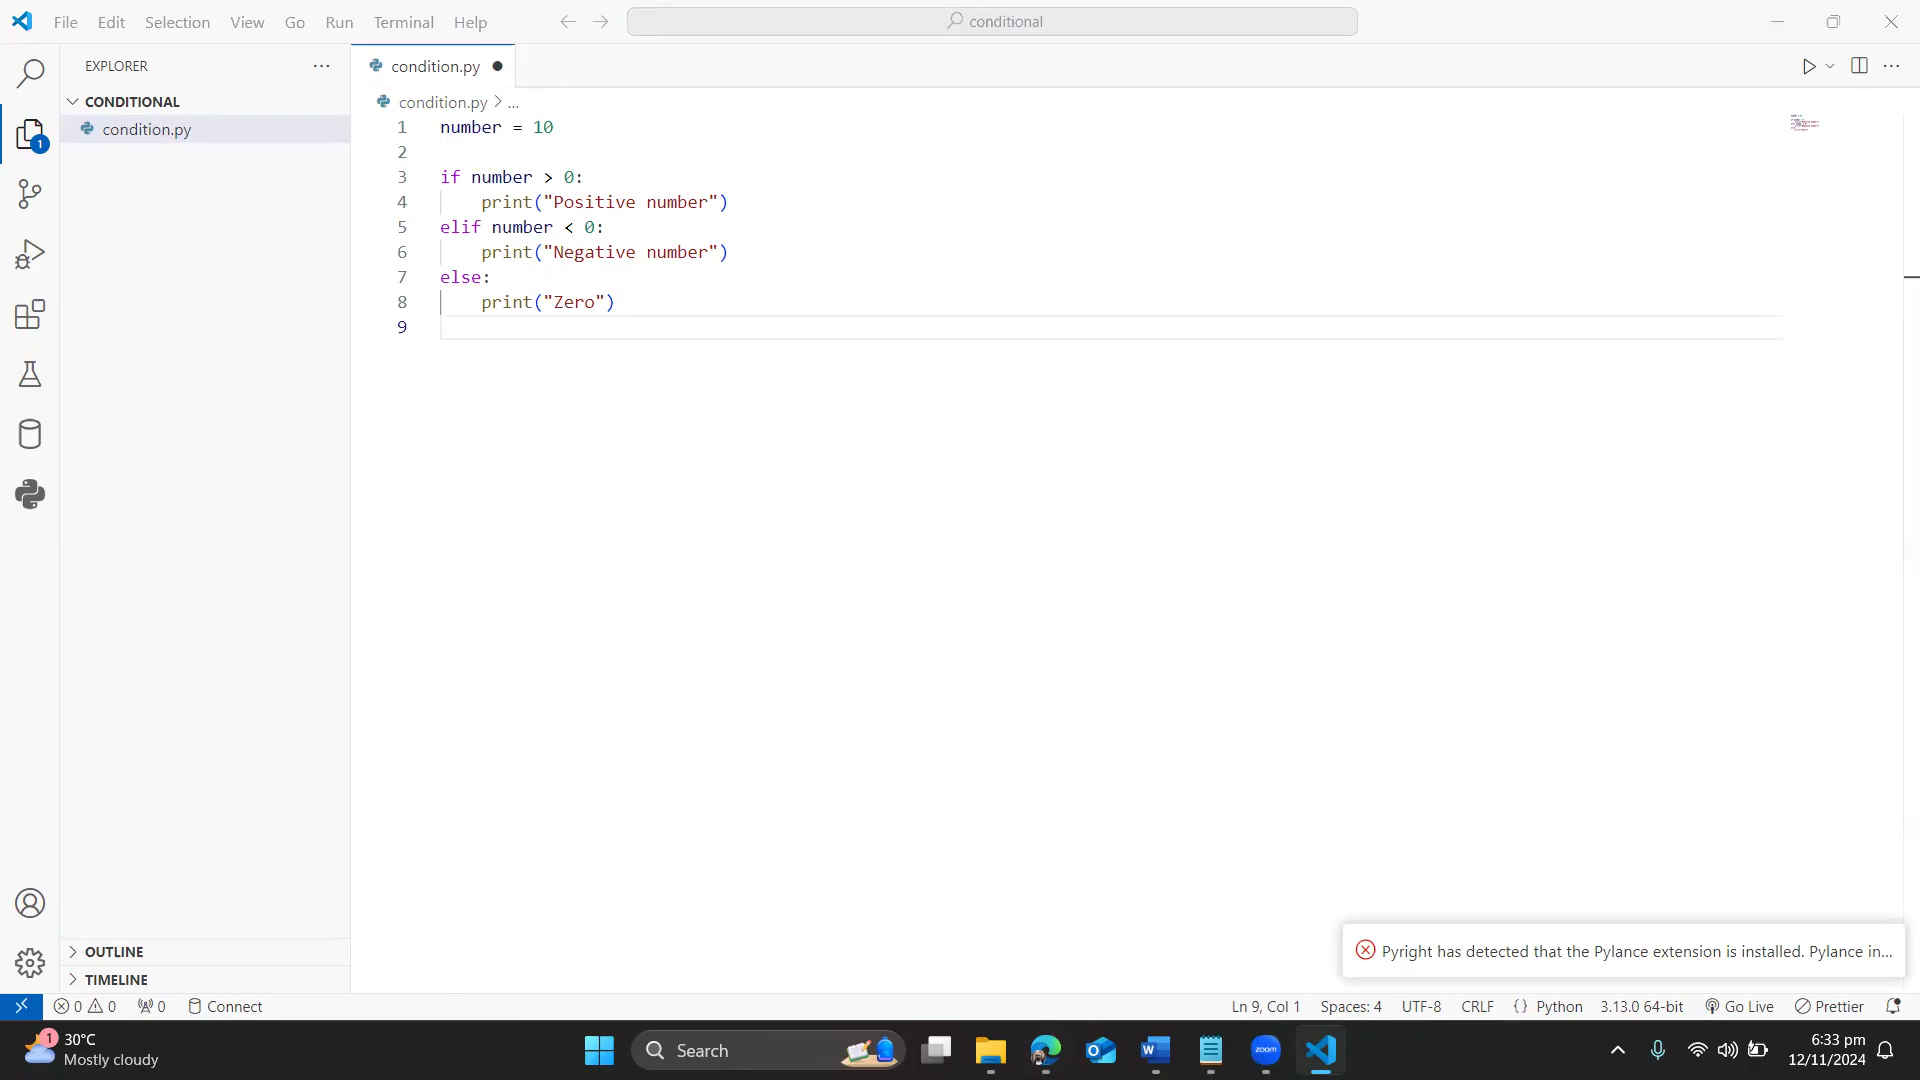 File Edit Selection View Go Run Terminal Help
conditional
EXPLORER
CONDITIONAL
condition.py
1
condition.py
condition.py > ...
1 number = 10
2
3 if number > 0:
4 print("Positive number")
5 elif number < 0:
6 print("Negative number")
7 else:
8 print("Zero")
9
OUTLINE
TIMELINE
Pyright has detected that the Pylance extension is installed. Pylance in...
0 0 0 Connect
Ln 9, Col 1 Spaces: 4 UTF-8 CRLF {} Python 3.13.0 64-bit Go Live Prettier
1
30°C
Mostly cloudy
Search
zoom
6:33 pm
12/11/2024